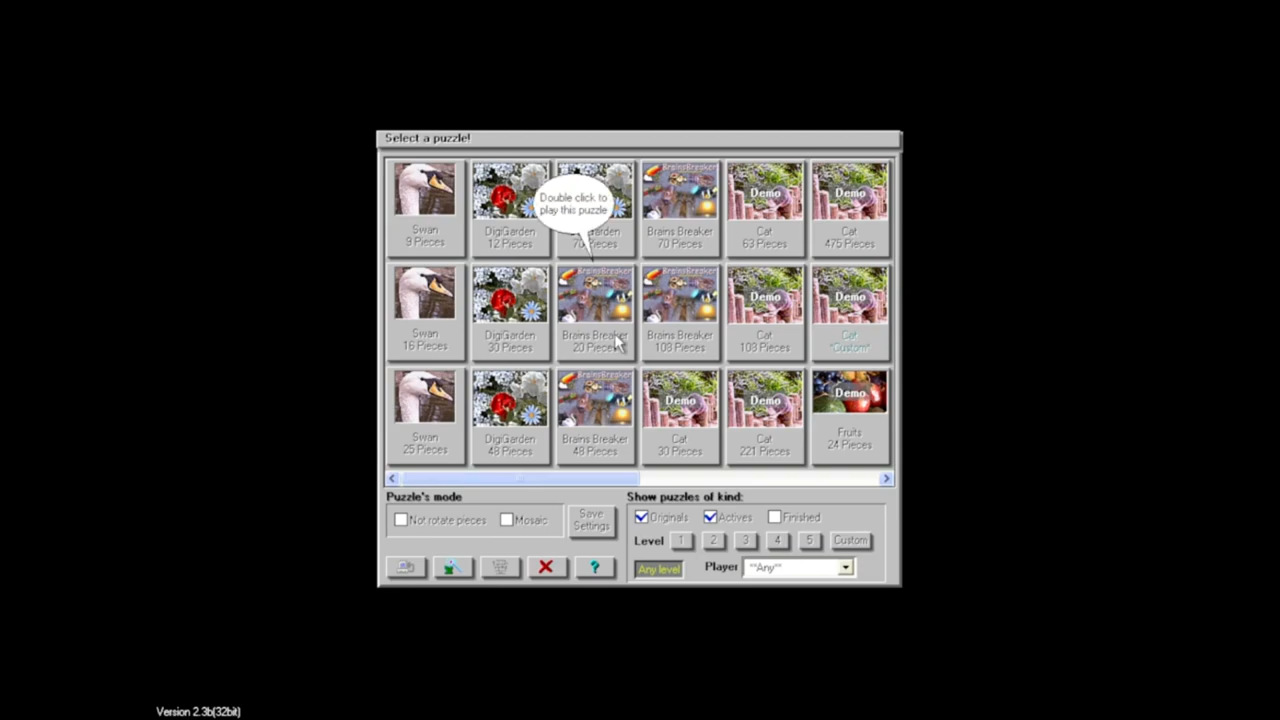 Select a puzzle!
Swan
9 Pieces
DigiGarden
12 Pieces
Garden
70 Pieces
BrainsBreaker
Brains Breaker
70 Pieces
Demo
Cat
63 Pieces
Demo
Cat
475 Pieces
Double click to
play this puzzle
Swan
16 Pieces
DigiGarden
30 Pieces
BrainsBreaker
Brains Breaker
20 Pieces
BrainsBreaker
Brains Breaker
108 Pieces
Demo
Cat
108 Pieces
Demo
Cat
"Custom"
Swan
25 Pieces
DigiGarden
48 Pieces
BrainsBreaker
Brains Breaker
48 Pieces
Demo
Cat
30 Pieces
Demo
Cat
221 Pieces
Demo
Fruits
24 Pieces
Puzzle's mode
Not rotate pieces
Mosaic
Save
Settings
Show puzzles of kind:
Originals
Actives
Finished
Level 1 2 3 4 5 Custom
Any level
Player
**Any**
?
Version 2.3b(32bit)